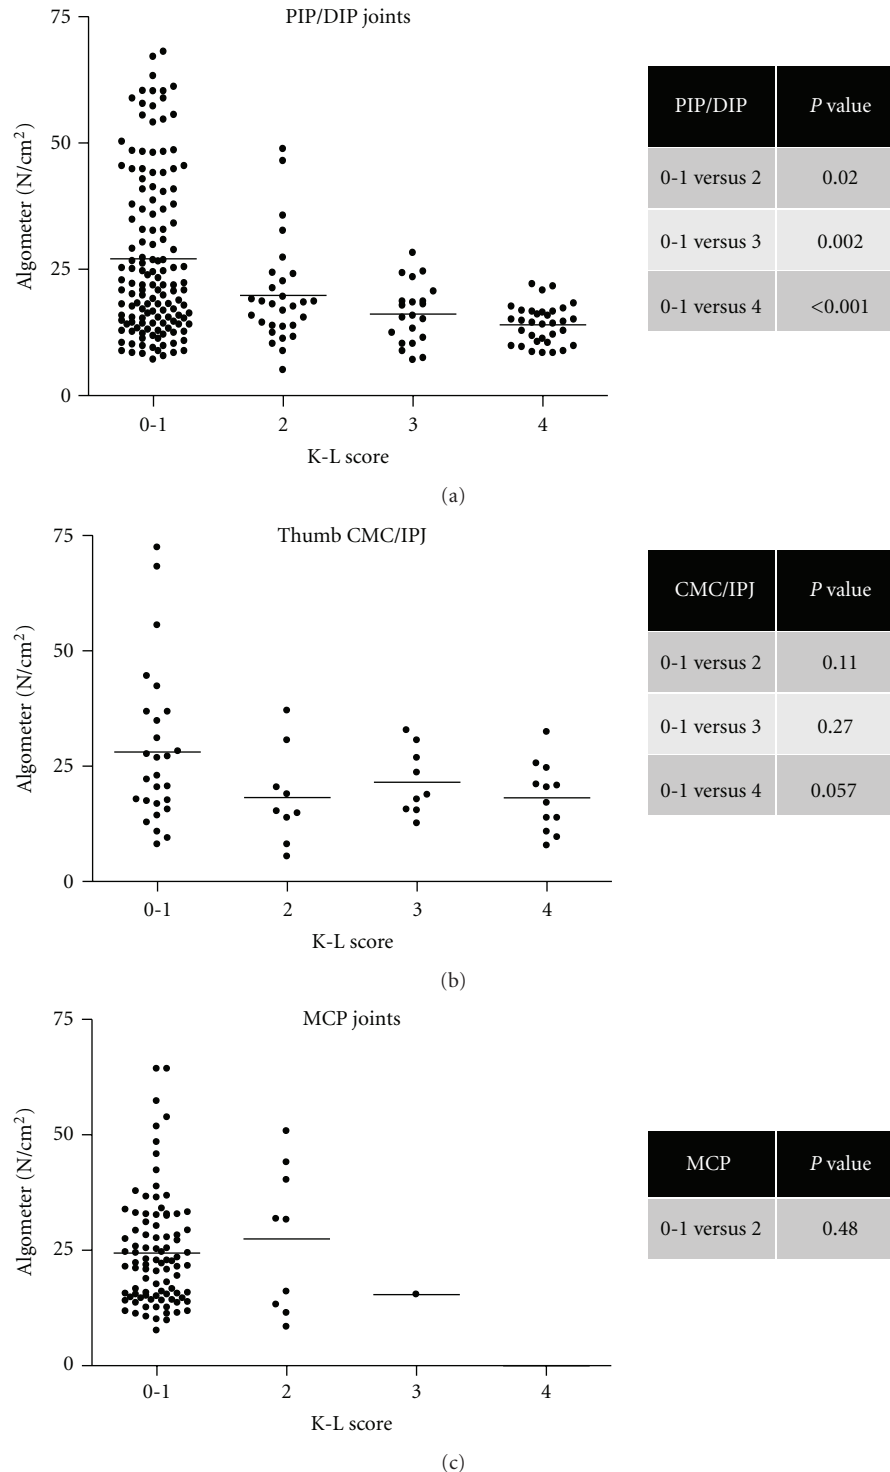 PIP/DIP joints
Algometer (N/cm²)
75
50
25
0
0-1 2 3 4
K-L score
PIP/DIP P value
0-1 versus 2 0.02
0-1 versus 3 0.002
0-1 versus 4 <0.001
(a)
Thumb CMC/IPJ
Algometer (N/cm²)
75
50
25
0
0-1 2 3 4
K-L score
CMC/IPJ P value
0-1 versus 2 0.11
0-1 versus 3 0.27
0-1 versus 4 0.057
(b)
MCP joints
Algometer (N/cm²)
75
50
25
0
0-1 2 3 4
K-L score
MCP P value
0-1 versus 2 0.48
(c)